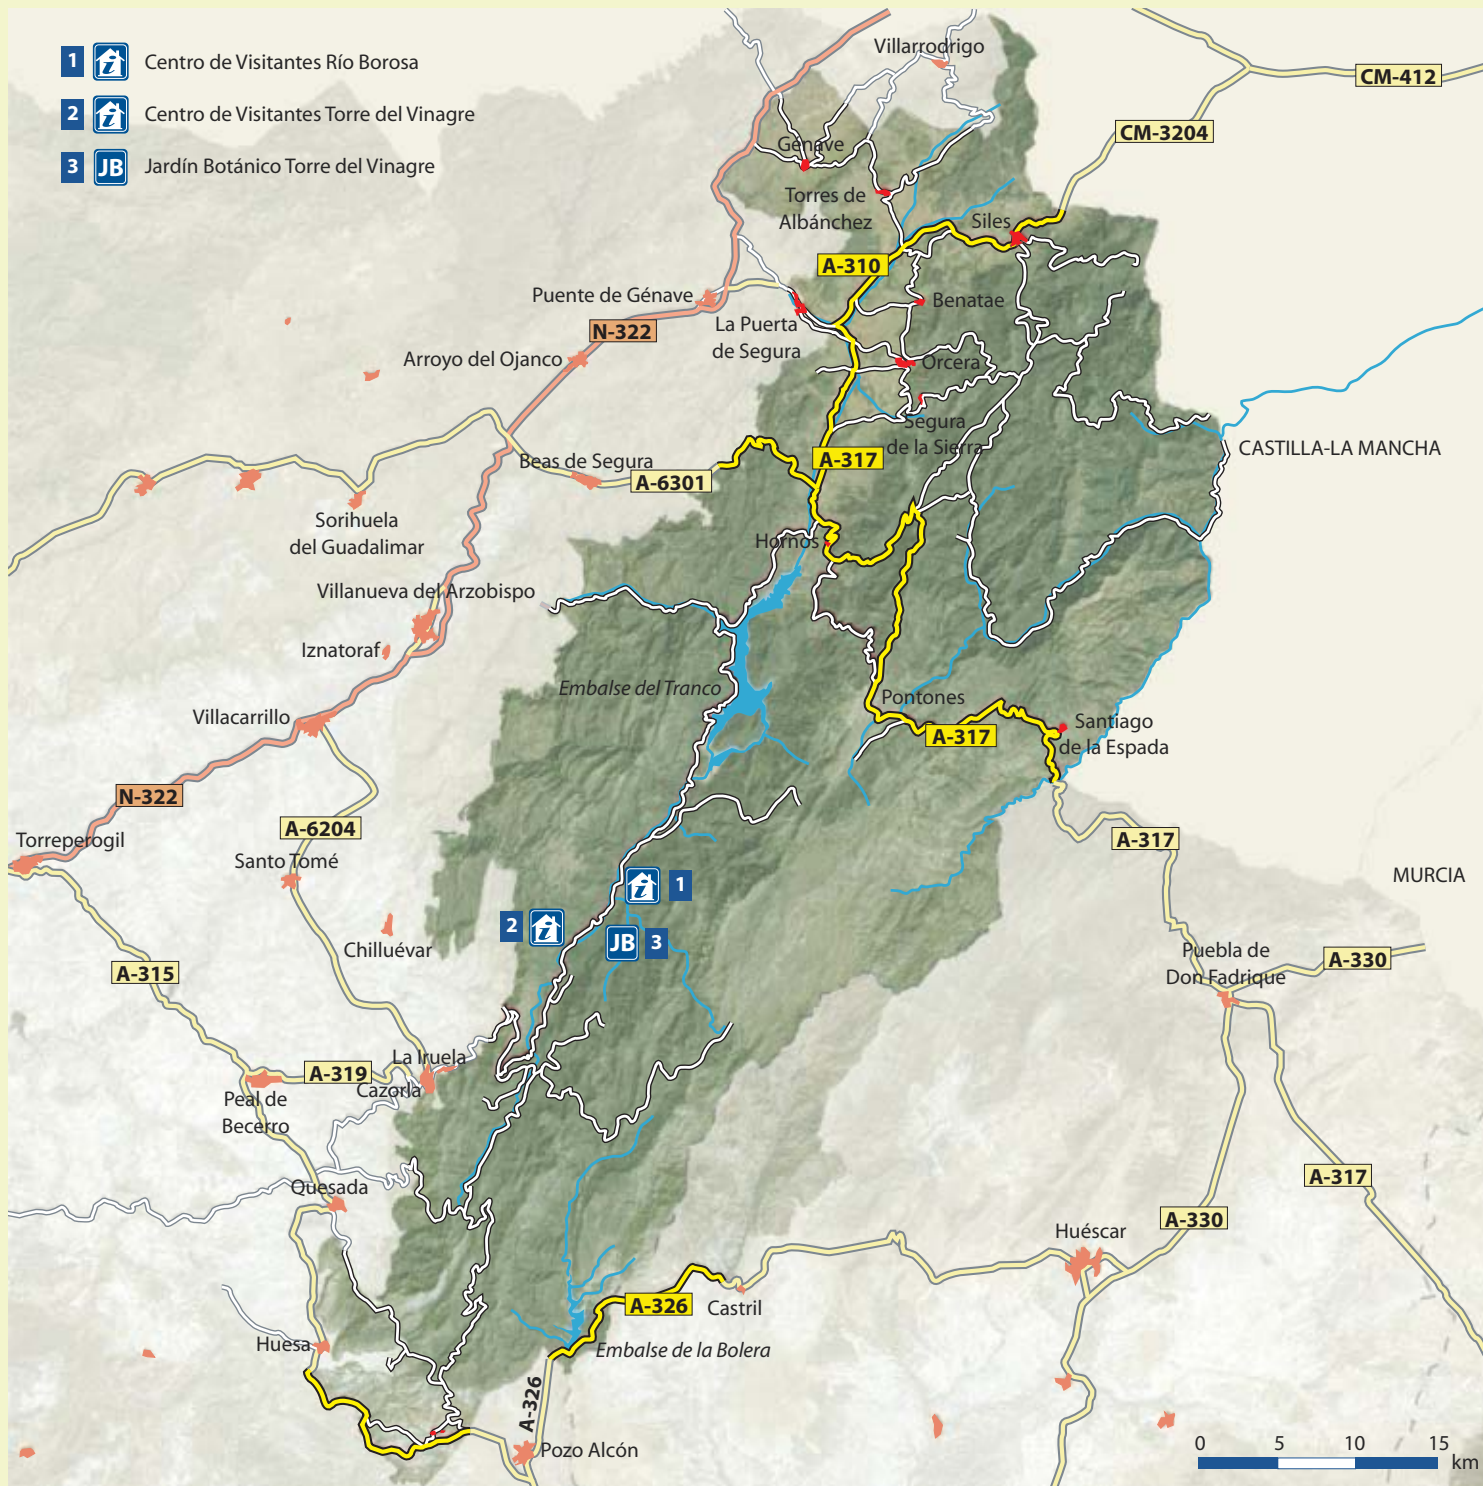 1 Centro de Visitantes Río Borosa
2 Centro de Visitantes Torre del Vinagre
3 JB Jardín Botánico Torre del Vinagre
Villarrodrigo
CM-412
CM-3204
Génave
Torres de
Albánchez
Siles
A-310
Puente de Génave
Benatae
La Puerta
de Segura
N-322
Arroyo del Ojanco
Orcera
Segura
de la Sierra
CASTILLA-LA MANCHA
A-317
Beas de Segura
A-6301
Sorihuela
del Guadalimar
Hornos
Villanueva del Arzobispo
Iznatoraf
Embalse del Tranco
Pontones
Villacarrillo
Santiago
de la Espada
A-317
N-322
A-6204
Torreperogil
A-317
Santo Tomé
MURCIA
1
2
JB 3
Chilluévar
Puebla de
Don Fadrique
A-330
A-315
La Iruela
A-319
Cazorla
Peal de
Becerro
Quesada
A-317
A-330
Huéscar
A-326
Castril
Huesa
Embalse de la Bolera
A-326
Pozo Alcón
0 5 10 15
km